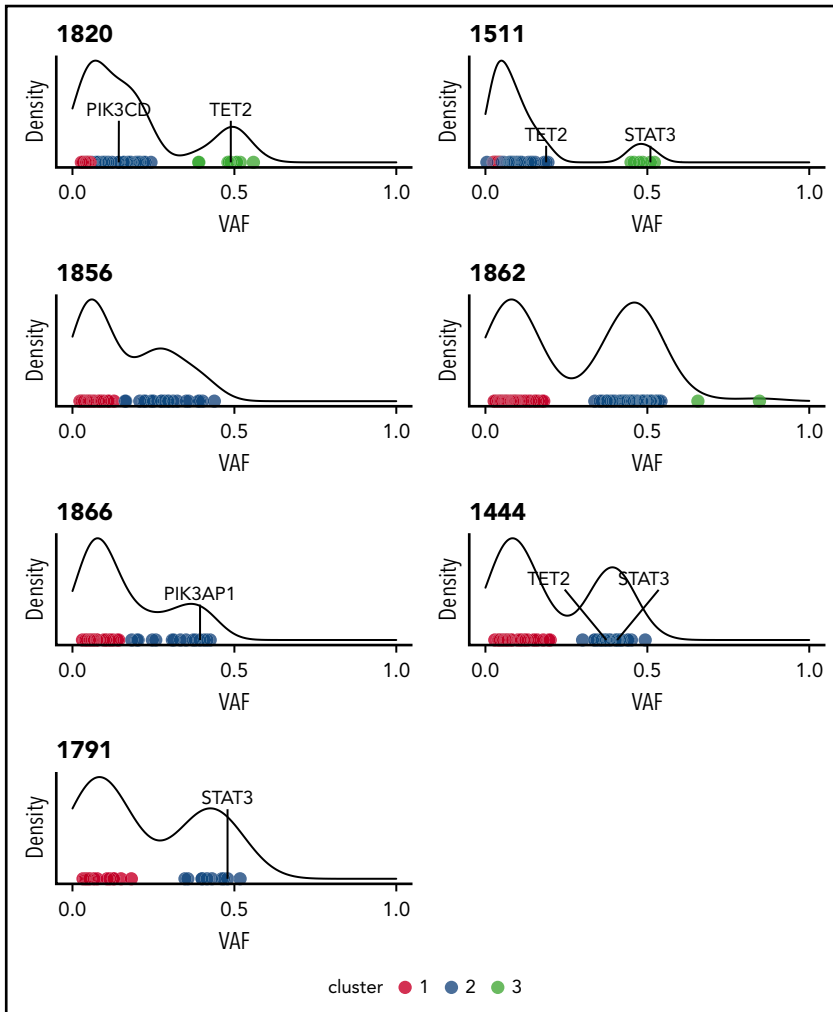 1820
Density
PIK3CD
TET2
0.0 0.5 1.0
VAF
1511
Density
TET2
STAT3
0.0 0.5 1.0
VAF
1856
Density
0.0 0.5 1.0
VAF
1862
Density
0.0 0.5 1.0
VAF
1866
Density
PIK3AP1
0.0 0.5 1.0
VAF
1444
Density
TET2
STAT3
0.0 0.5 1.0
VAF
1791
Density
STAT3
0.0 0.5 1.0
VAF
cluster 1 2 3